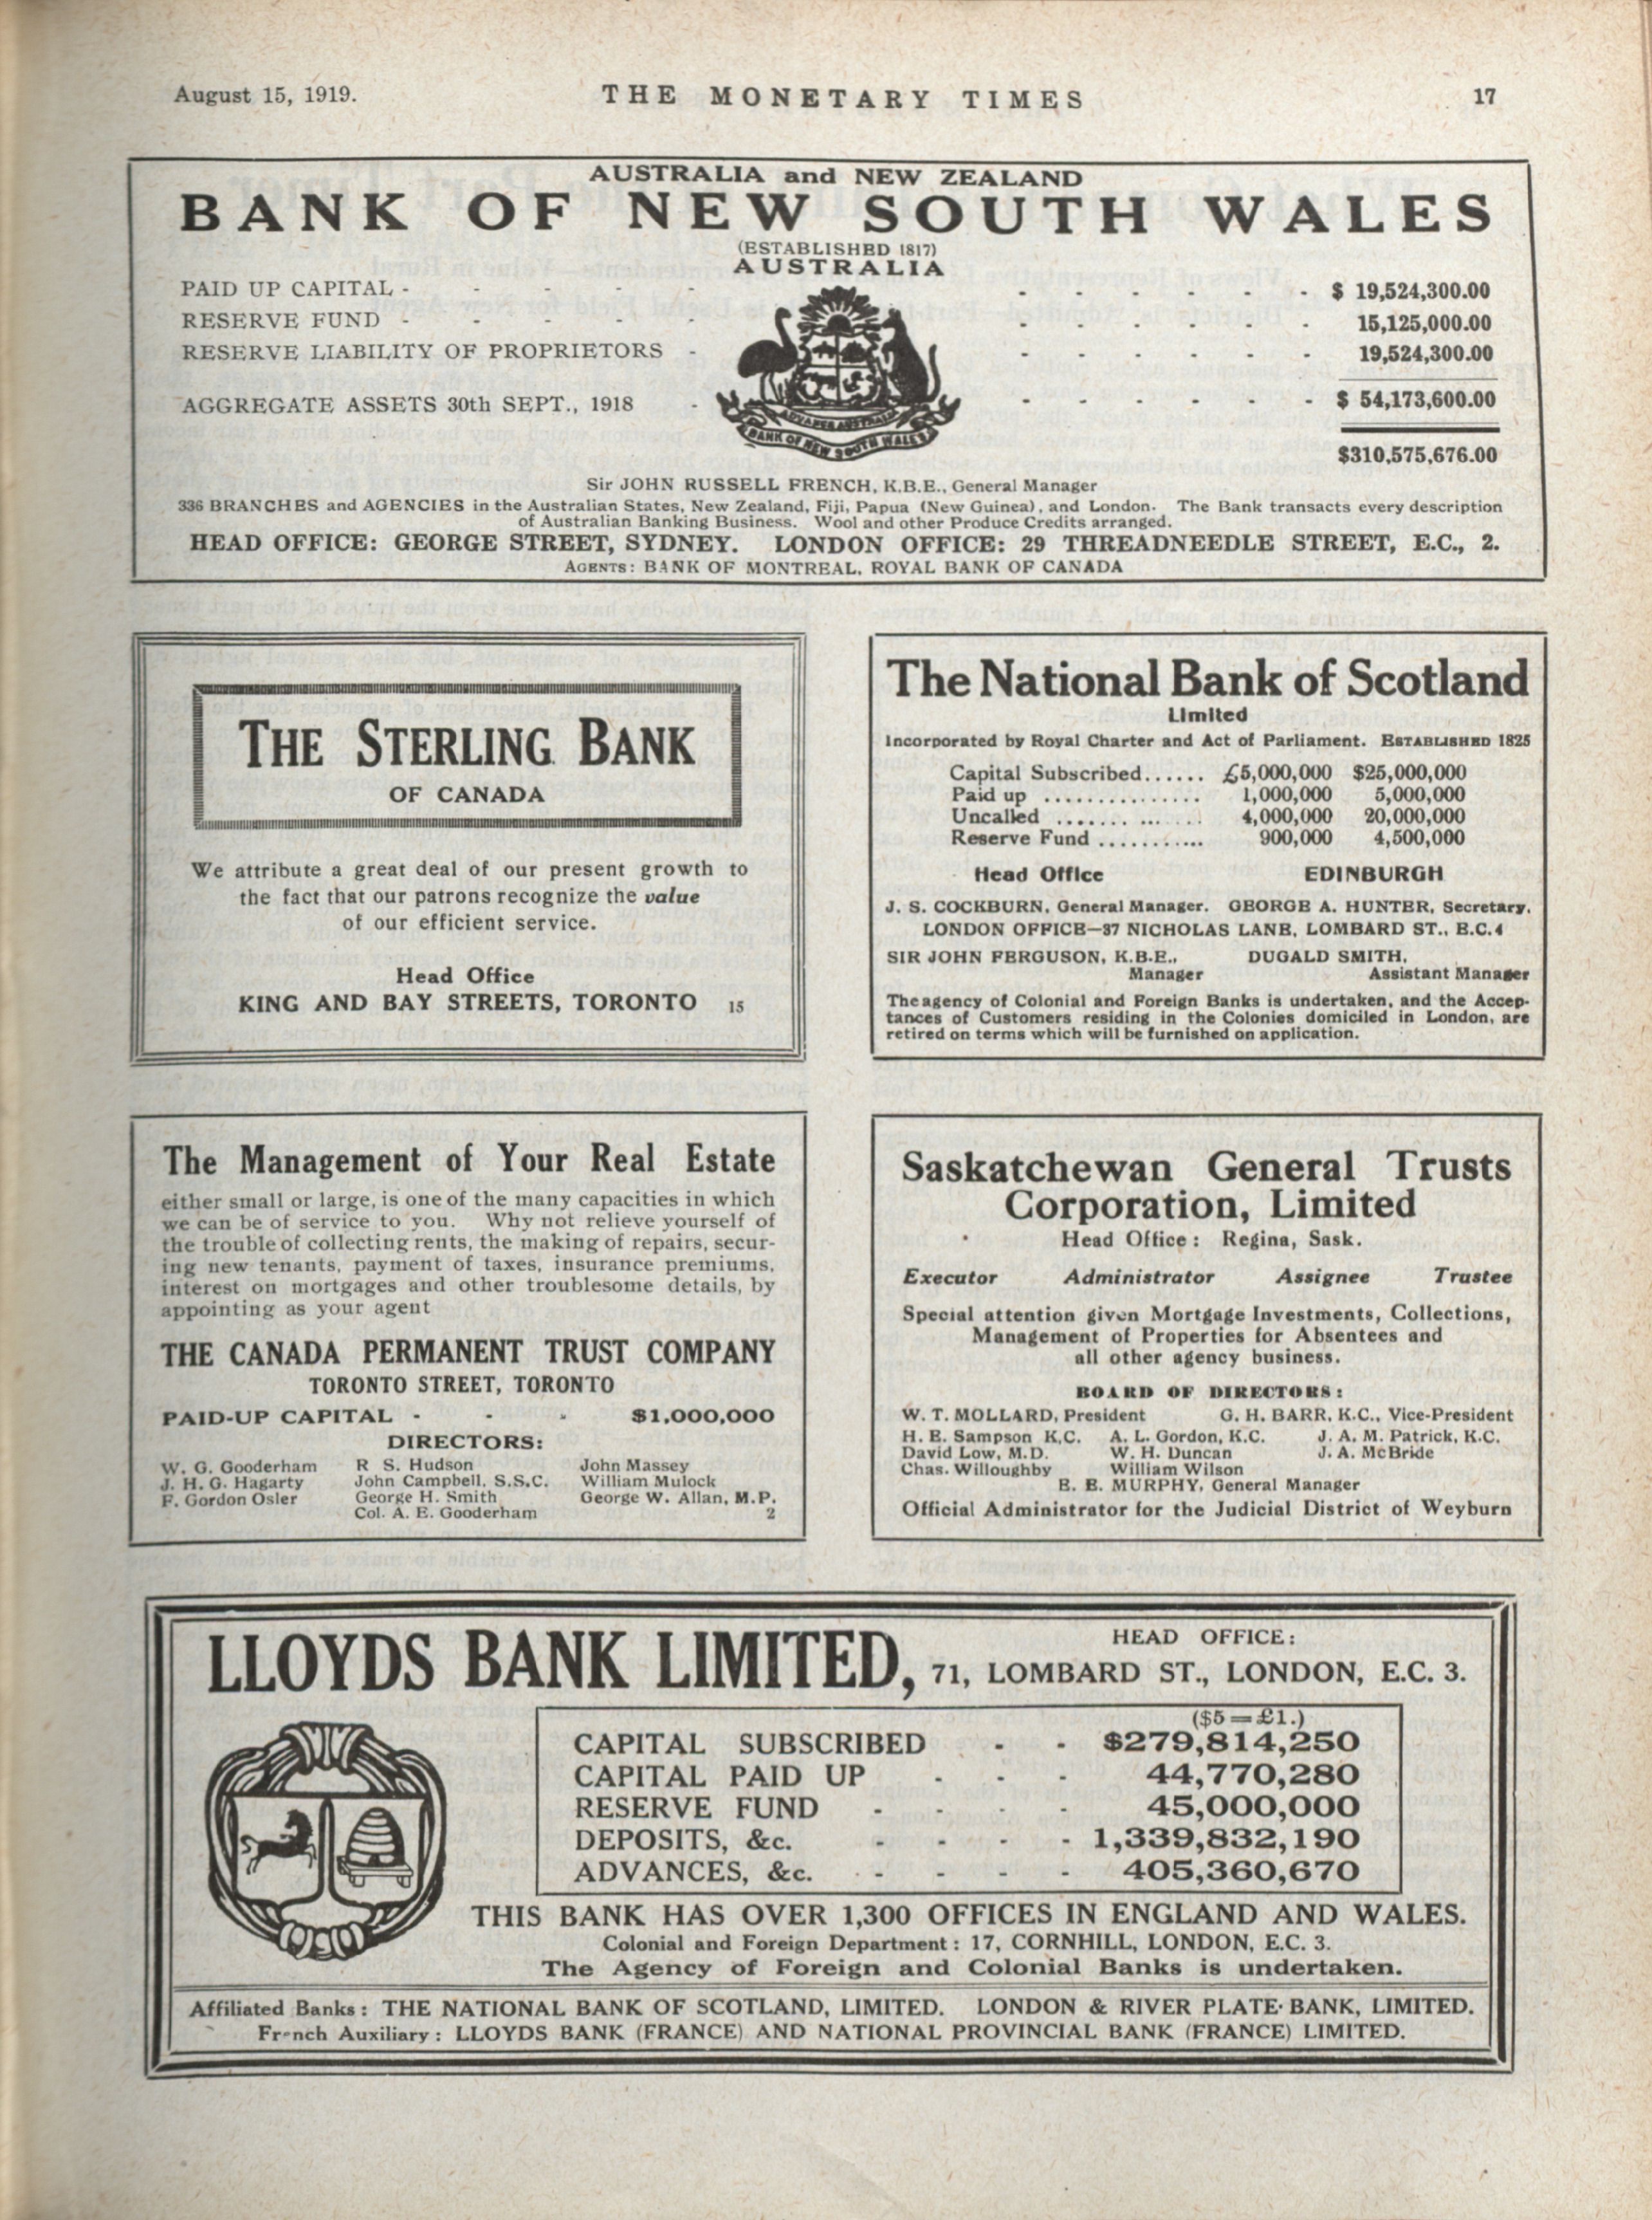 August 15, 1919. THE MONETARY TIMES 17
AUSTRALIA and NEW ZEALAND
BANK OF NEW SOUTH WALES
(ESTABLISHED 1817)
AUSTRALIA
PAID UP CAPITAL - - - - - - - - - - - $ 19,524,300.00
RESERVE FUND - - - - - - - - - - - 15,125,000.00
RESERVE LIABILITY OF PROPRIETORS - - - - - - - 19,524,300.00
$ 54,173,600.00
AGGREGATE ASSETS 30th SEPT., 1918 - - - - - - - $310,575,676.00
ADVANCE AUSTRALIA
BANK OF NEW SOUTH WALES
Sir JOHN RUSSELL FRENCH, K.B.E., General Manager
336 BRANCHES and AGENCIES in the Australian States, New Zealand, Fiji, Papua (New Guinea), and London. The Bank transacts every description
of Australian Banking Business. Wool and other Produce Credits arranged.
HEAD OFFICE: GEORGE STREET, SYDNEY. LONDON OFFICE: 29 THREADNEEDLE STREET, E.C., 2.
AGENTS: BANK OF MONTREAL, ROYAL BANK OF CANADA
THE STERLING BANK
OF CANADA
We attribute a great deal of our present growth to
the fact that our patrons recognize the value
of our efficient service.
Head Office
KING AND BAY STREETS, TORONTO 15
The National Bank of Scotland
Limited
Incorporated by Royal Charter and Act of Parliament. ESTABLISHED 1825
Capital Subscribed...... £5,000,000 $25,000,000
Paid up ............... 1,000,000 5,000,000
Uncalled ............... 4,000,000 20,000,000
Reserve Fund ........... 900,000 4,500,000
Head Office EDINBURGH
J. S. COCKBURN, General Manager. GEORGE A. HUNTER, Secretary.
LONDON OFFICE—37 NICHOLAS LANE, LOMBARD ST., E.C.4
SIR JOHN FERGUSON, K.B.E., DUGALD SMITH,
Manager Assistant Manager
The agency of Colonial and Foreign Banks is undertaken, and the Accep-
tances of Customers residing in the Colonies domiciled in London, are
retired on terms which will be furnished on application.
The Management of Your Real Estate
either small or large, is one of the many capacities in which
we can be of service to you. Why not relieve yourself of
the trouble of collecting rents, the making of repairs, secur-
ing new tenants, payment of taxes, insurance premiums,
interest on mortgages and other troublesome details, by
appointing as your agent
THE CANADA PERMANENT TRUST COMPANY
TORONTO STREET, TORONTO
PAID-UP CAPITAL - - - $1,000,000
DIRECTORS:
W. G. Gooderham R S. Hudson John Massey
J. H. G. Hagarty John Campbell, S.S.C. William Mulock
F. Gordon Osler George H. Smith George W. Allan, M.P.
Col. A. E. Gooderham 2
Saskatchewan General Trusts
Corporation, Limited
Head Office : Regina, Sask.
Executor Administrator Assignee Trustee
Special attention given Mortgage Investments, Collections,
Management of Properties for Absentees and
all other agency business.
BOARD OF DIRECTORS :
W. T. MOLLARD, President G. H. BARR, K.C., Vice-President
H. E. Sampson K.C. A. L. Gordon, K.C. J. A. M. Patrick, K.C.
David Low, M.D. W. H. Duncan J. A. McBride
Chas. Willoughby William Wilson
E. E. MURPHY, General Manager
Official Administrator for the Judicial District of Weyburn
LLOYDS BANK LIMITED, HEAD OFFICE:
71, LOMBARD ST., LONDON, E.C. 3.
($5 = £1.)
CAPITAL SUBSCRIBED - - $279,814,250
CAPITAL PAID UP - - - 44,770,280
RESERVE FUND - - - - 45,000,000
DEPOSITS, &c. - - - - 1,339,832,190
ADVANCES, &c. - - - - 405,360,670
THIS BANK HAS OVER 1,300 OFFICES IN ENGLAND AND WALES.
Colonial and Foreign Department : 17, CORNHILL, LONDON, E.C. 3.
The Agency of Foreign and Colonial Banks is undertaken.
Affiliated Banks : THE NATIONAL BANK OF SCOTLAND, LIMITED. LONDON & RIVER PLATE BANK, LIMITED.
French Auxiliary : LLOYDS BANK (FRANCE) AND NATIONAL PROVINCIAL BANK (FRANCE) LIMITED.